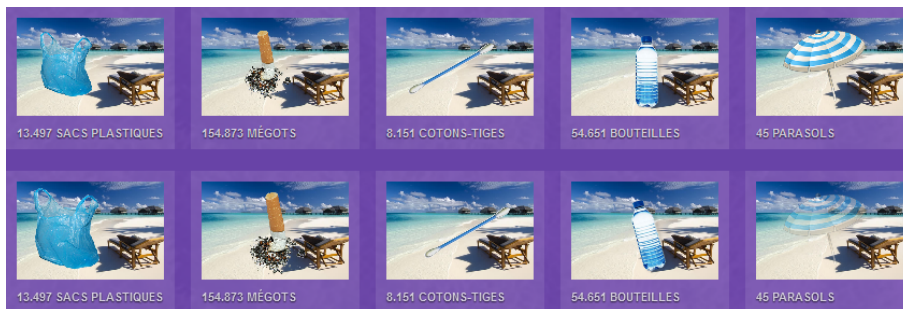 13.497 SACS PLASTIQUES
154.873 MÉGOTS
8.151 COTONS-TIGES
54.651 BOUTEILLES
45 PARASOLS
13.497 SACS PLASTIQUES
154.873 MÉGOTS
8.151 COTONS-TIGES
54.651 BOUTEILLES
45 PARASOLS